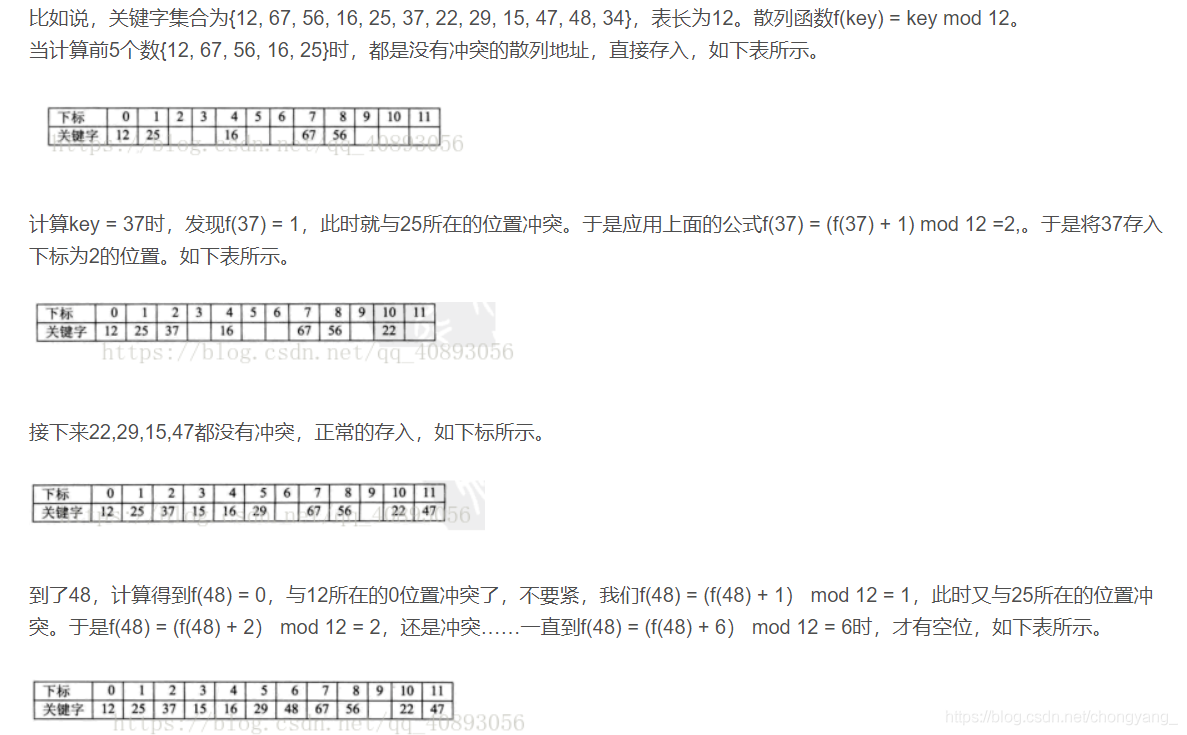 比如说，关键字集合为{12, 67, 56, 16, 25, 37, 22, 29, 15, 47, 48, 34}，表长为12。散列函数f(key) = key mod 12。
当计算前5个数{12, 67, 56, 16, 25}时，都是没有冲突的散列地址，直接存入，如下表所示。
下标 0 1 2 3 4 5 6 7 8 9 10 11
关键字 12 25 16 67 56
https://blog.csdn.net/qq_40893056
计算key = 37时，发现f(37) = 1，此时就与25所在的位置冲突。于是应用上面的公式f(37) = (f(37) + 1) mod 12 =2,。于是将37存入
下标为2的位置。如下表所示。
下标 0 1 2 3 4 5 6 7 8 9 10 11
关键字 12 25 37 16 67 56 22
https://blog.csdn.net/qq_40893056
接下来22,29,15,47都没有冲突，正常的存入，如下标所示。
下标 0 1 2 3 4 5 6 7 8 9 10 11
关键字 12 25 37 15 16 29 67 56 22 47
https://blog.csdn.net/qq_40893056
到了48，计算得到f(48) = 0，与12所在的0位置冲突了，不要紧，我们f(48) = (f(48) + 1） mod 12 = 1，此时又与25所在的位置冲
突。于是f(48) = (f(48) + 2） mod 12 = 2，还是冲突……一直到f(48) = (f(48) + 6） mod 12 = 6时，才有空位，如下表所示。
下标 0 1 2 3 4 5 6 7 8 9 10 11
关键字 12 25 37 15 16 29 48 67 56 22 47
https://blog.csdn.net/qq_40893056
https://blog.csdn.net/chongyang_